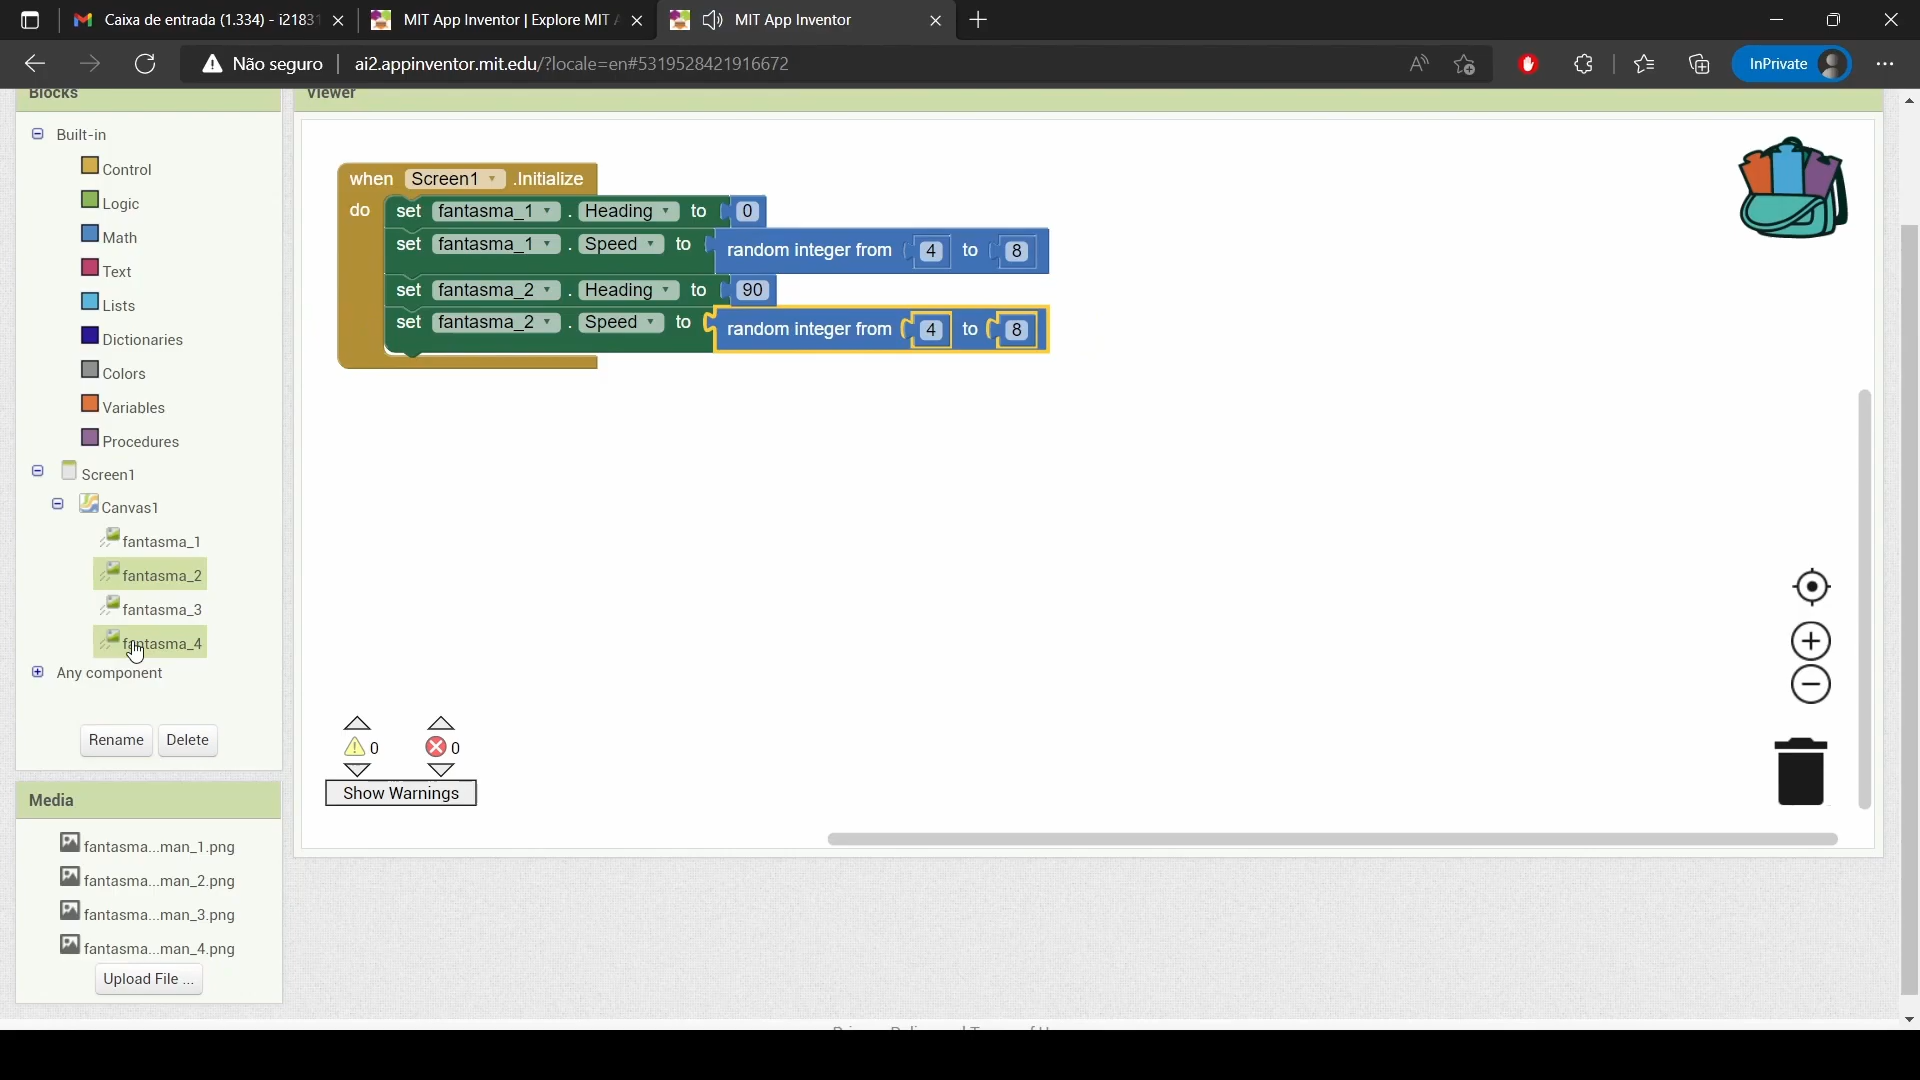 Caixa de entrada (1.334) - i2183
MIT App Inventor | Explore MIT
MIT App Inventor
Não seguro
ai2.appinventor.mit.edu/?locale=en#5319528421916672
InPrivate
Blocks
Viewer
Built-in
Control
Logic
Math
Text
Lists
Dictionaries
Colors
Variables
Procedures
Screen1
Canvas1
fantasma_1
fantasma_2
fantasma_3
fantasma_4
Any component
Rename
Delete
Media
fantasma...man_1.png
fantasma...man_2.png
fantasma...man_3.png
fantasma...man_4.png
Upload File ...
when Screen1 .Initialize
do set fantasma_1 . Heading to 0
set fantasma_1 . Speed to random integer from 4 to 8
set fantasma_2 . Heading to 90
set fantasma_2 . Speed to random integer from 4 to 8
0
0
Show Warnings